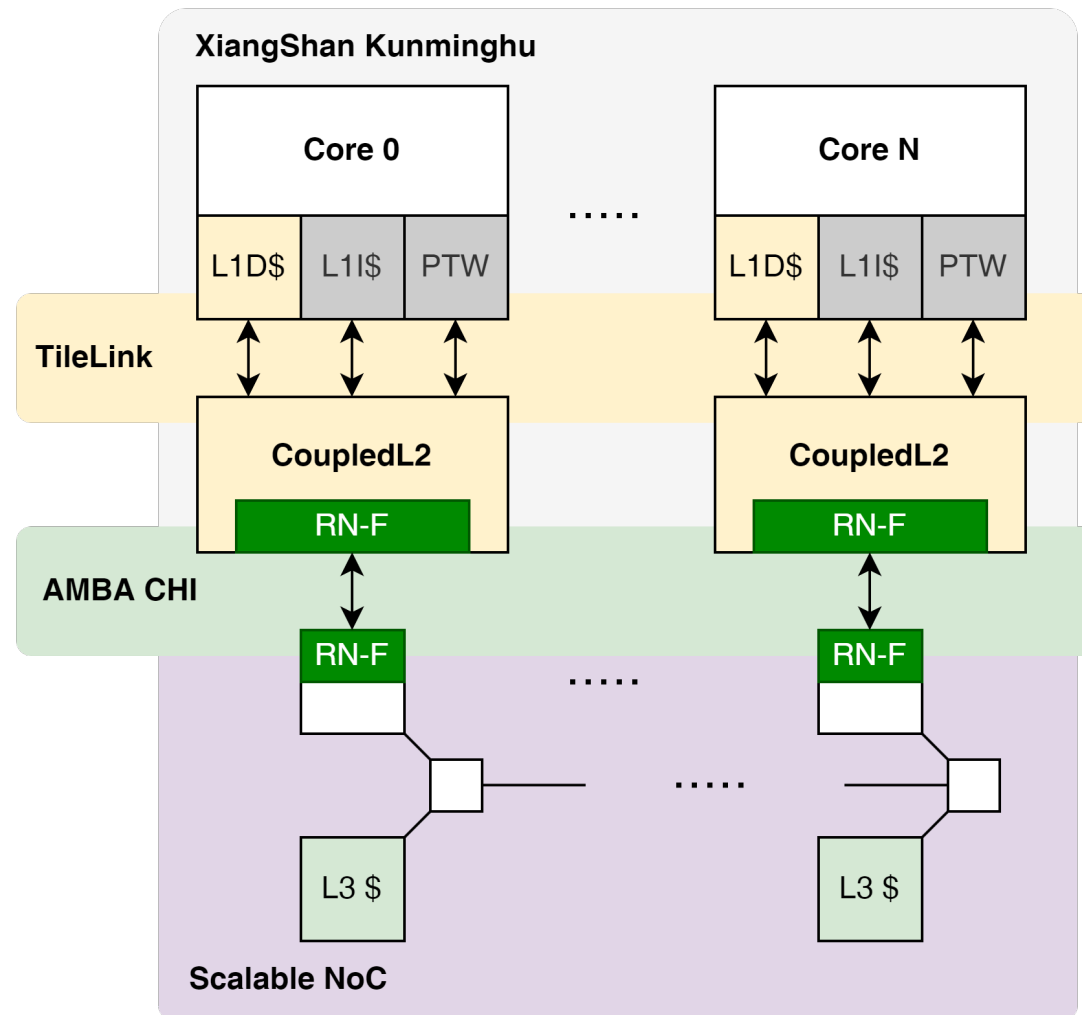 XiangShan Kunminghu
Core 0
Core N
.....
L1D$ L1I$ PTW
L1D$ L1I$ PTW
TileLink
CoupledL2
CoupledL2
RN-F
RN-F
AMBA CHI
RN-F
RN-F
.....
.....
L3 $
L3 $
Scalable NoC